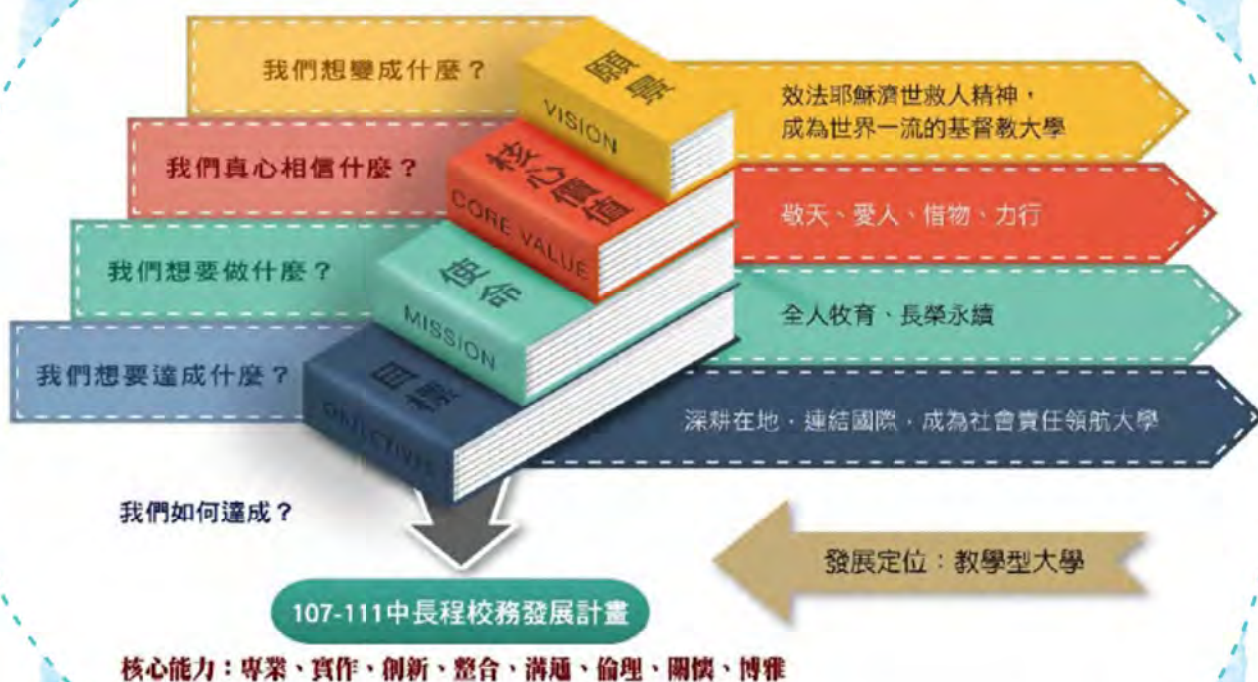 我們想變成什麼？
願景
VISION
效法耶穌濟世救人精神，
成為世界一流的基督教大學
我們真心相信什麼？
核心價值
CORE VALUE
敬天、愛人、惜物、力行
我們想要做什麼？
使命
MISSION
全人牧育、長榮永續
我們想要達成什麼？
目標
OBJECTIVES
深耕在地，連結國際，成為社會責任領航大學
我們如何達成？
發展定位：教學型大學
107-111中長程校務發展計畫
核心能力：專業、實作、創新、整合、溝通、倫理、關懷、博雅